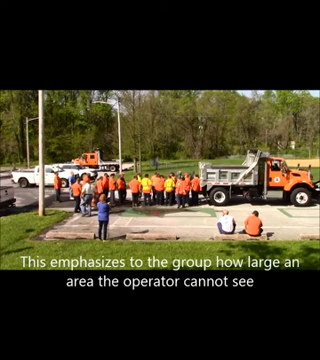 This emphasizes to the group how large an
area the operator cannot see